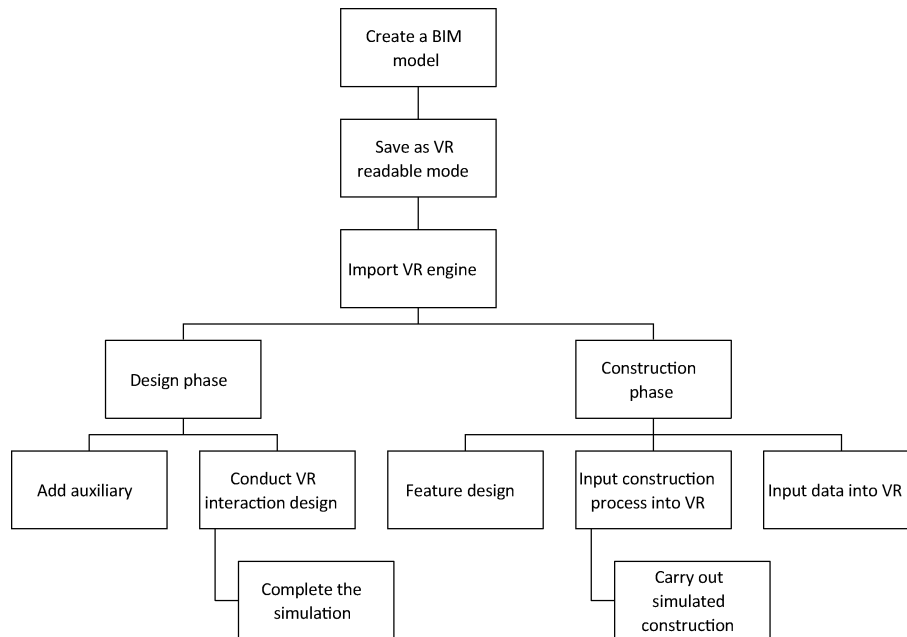 Create a BIM
model
Save as VR
readable mode
Import VR engine
Design phase
Construction
phase
Add auxiliary
Conduct VR
interaction design
Feature design
Input construction
process into VR
Input data into VR
Complete the
simulation
Carry out
simulated
construction